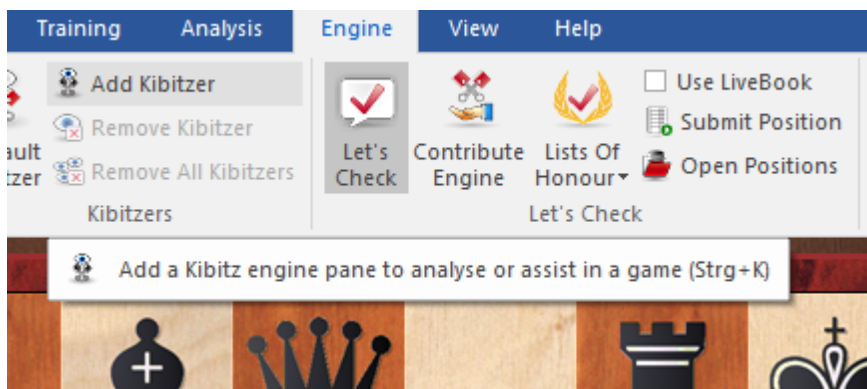 Training Analysis Engine View Help
Add Kibitzer
Remove Kibitzer
Remove All Kibitzers
Kibitzers
Let's
Check
Contribute
Engine
Lists Of
Honour
Use LiveBook
Submit Position
Open Positions
Let's Check
Add a Kibitz engine pane to analyse or assist in a game (Strg+K)